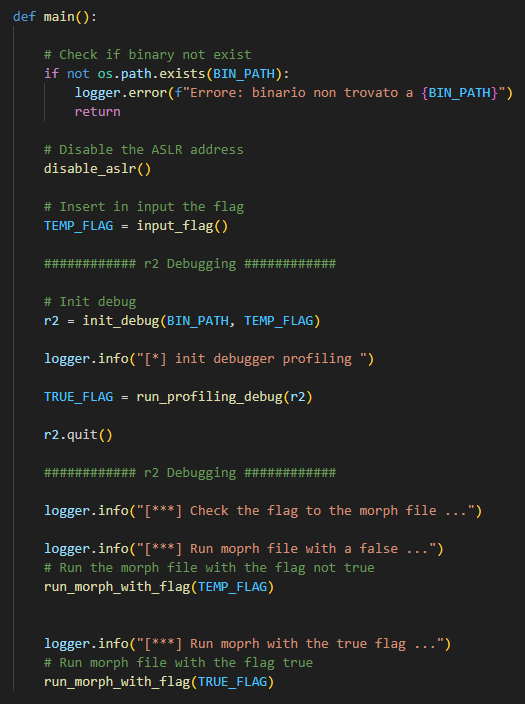 def main():
# Check if binary not exist
if not os.path.exists(BIN_PATH):
logger.error(f"Errore: binario non trovato a {BIN_PATH}")
return
# Disable the ASLR address
disable_aslr()
# Insert in input the flag
TEMP_FLAG = input_flag()
############ r2 Debugging ############
# Init debug
r2 = init_debug(BIN_PATH, TEMP_FLAG)
logger.info("[*] init debugger profiling ")
TRUE_FLAG = run_profiling_debug(r2)
r2.quit()
############ r2 Debugging ############
logger.info("[***] Check the flag to the morph file ...")
logger.info("[***] Run moprh file with a false ...")
# Run the morph file with the flag not true
run_morph_with_flag(TEMP_FLAG)
logger.info("[***] Run moprh with the true flag ...")
# Run morph file with the flag true
run_morph_with_flag(TRUE_FLAG)